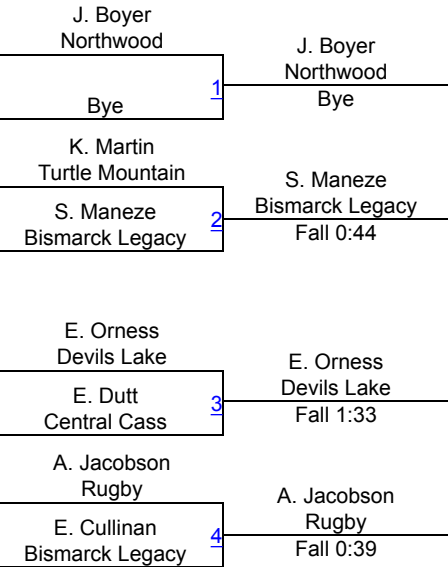 J. Boyer
Northwood
Bye
1
J. Boyer
Northwood
Bye
K. Martin
Turtle Mountain
S. Maneze
Bismarck Legacy
2
S. Maneze
Bismarck Legacy
Fall 0:44
E. Orness
Devils Lake
E. Dutt
Central Cass
3
E. Orness
Devils Lake
Fall 1:33
A. Jacobson
Rugby
E. Cullinan
Bismarck Legacy
4
A. Jacobson
Rugby
Fall 0:39